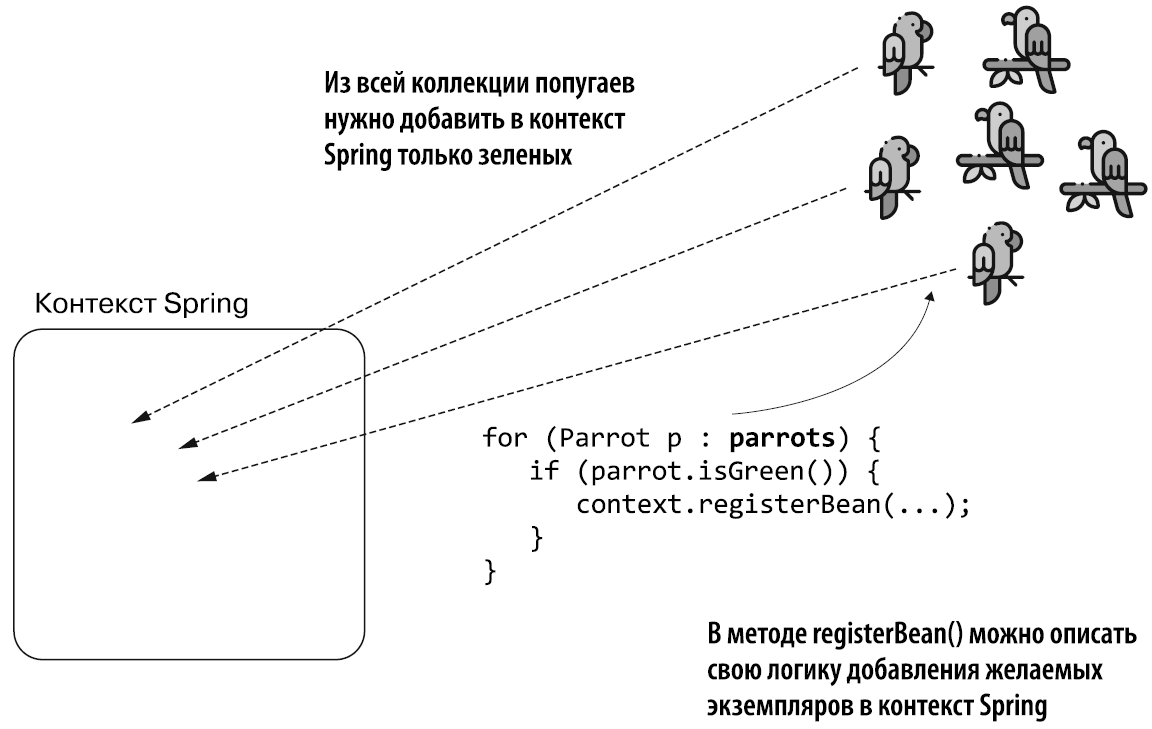 Из всей коллекции попугаев
нужно добавить в контекст
Spring только зеленых
Контекст Spring
for (Parrot p : parrots) {
if (parrot.isGreen()) {
context.registerBean(...);
}
}
В методе registerBean() можно описать
свою логику добавления желаемых
экземпляров в контекст Spring